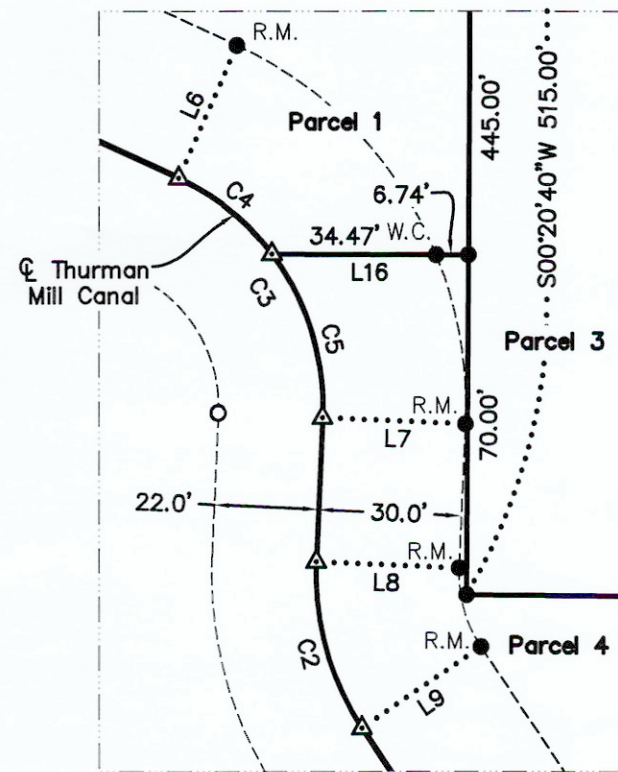 R.M.
L6
Parcel 1
445.00'
S00°20'40"W 515.00'
C4
6.74'
34.47' W.C.
L16
℄ Thurman
Mill Canal
C3
C5
Parcel 3
R.M.
L7
70.00'
22.0'
30.0'
R.M.
L8
C2
R.M.
Parcel 4
L9